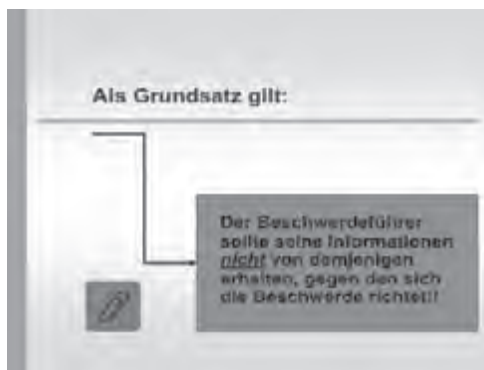 Als Grundsatz gilt:
Der Beschwerdeführer
sollte seine Informationen
nicht von demjenigen
erhalten, gegen den sich
die Beschwerde richtet!!